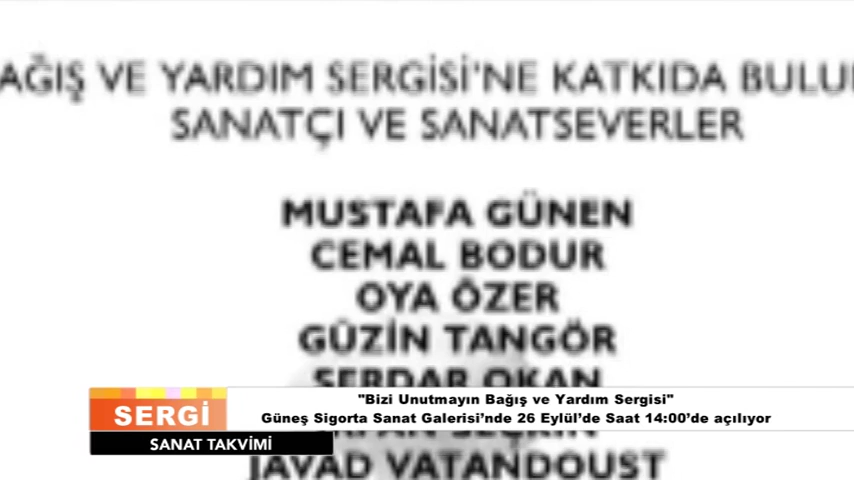 AĞIŞ VE YARDIM SERGİSİ'NE KATKIDA BULU
SANATÇI VE SANATSEVERLER
MUSTAFA GÜNEN
CEMAL BODUR
OYA ÖZER
GÜZİN TANGÖR
SERDAR OKAN
"Bizi Unutmayın Bağış ve Yardım Sergisi"
Güneş Sigorta Sanat Galerisi’nde 26 Eylül’de Saat 14:00’de açılıyor
SERGİ
SANAT TAKVİMİ
JAVAD VATANDOUST